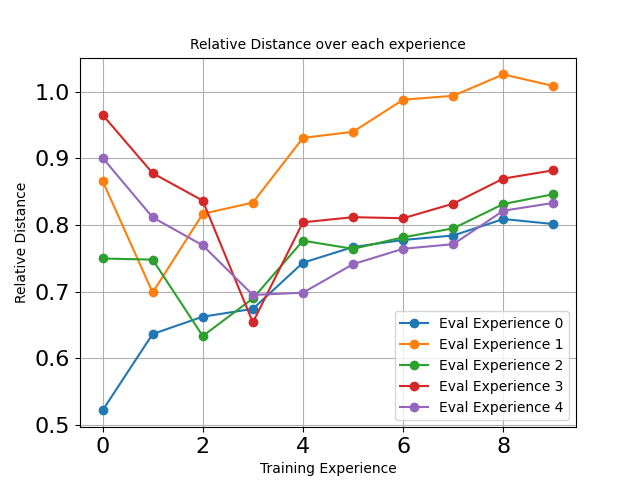 Relative Distance over each experience
Relative Distance
1.0
0.9
0.8
0.7
0.6
0.5
0 2 4 6 8
Training Experience
Eval Experience 0
Eval Experience 1
Eval Experience 2
Eval Experience 3
Eval Experience 4